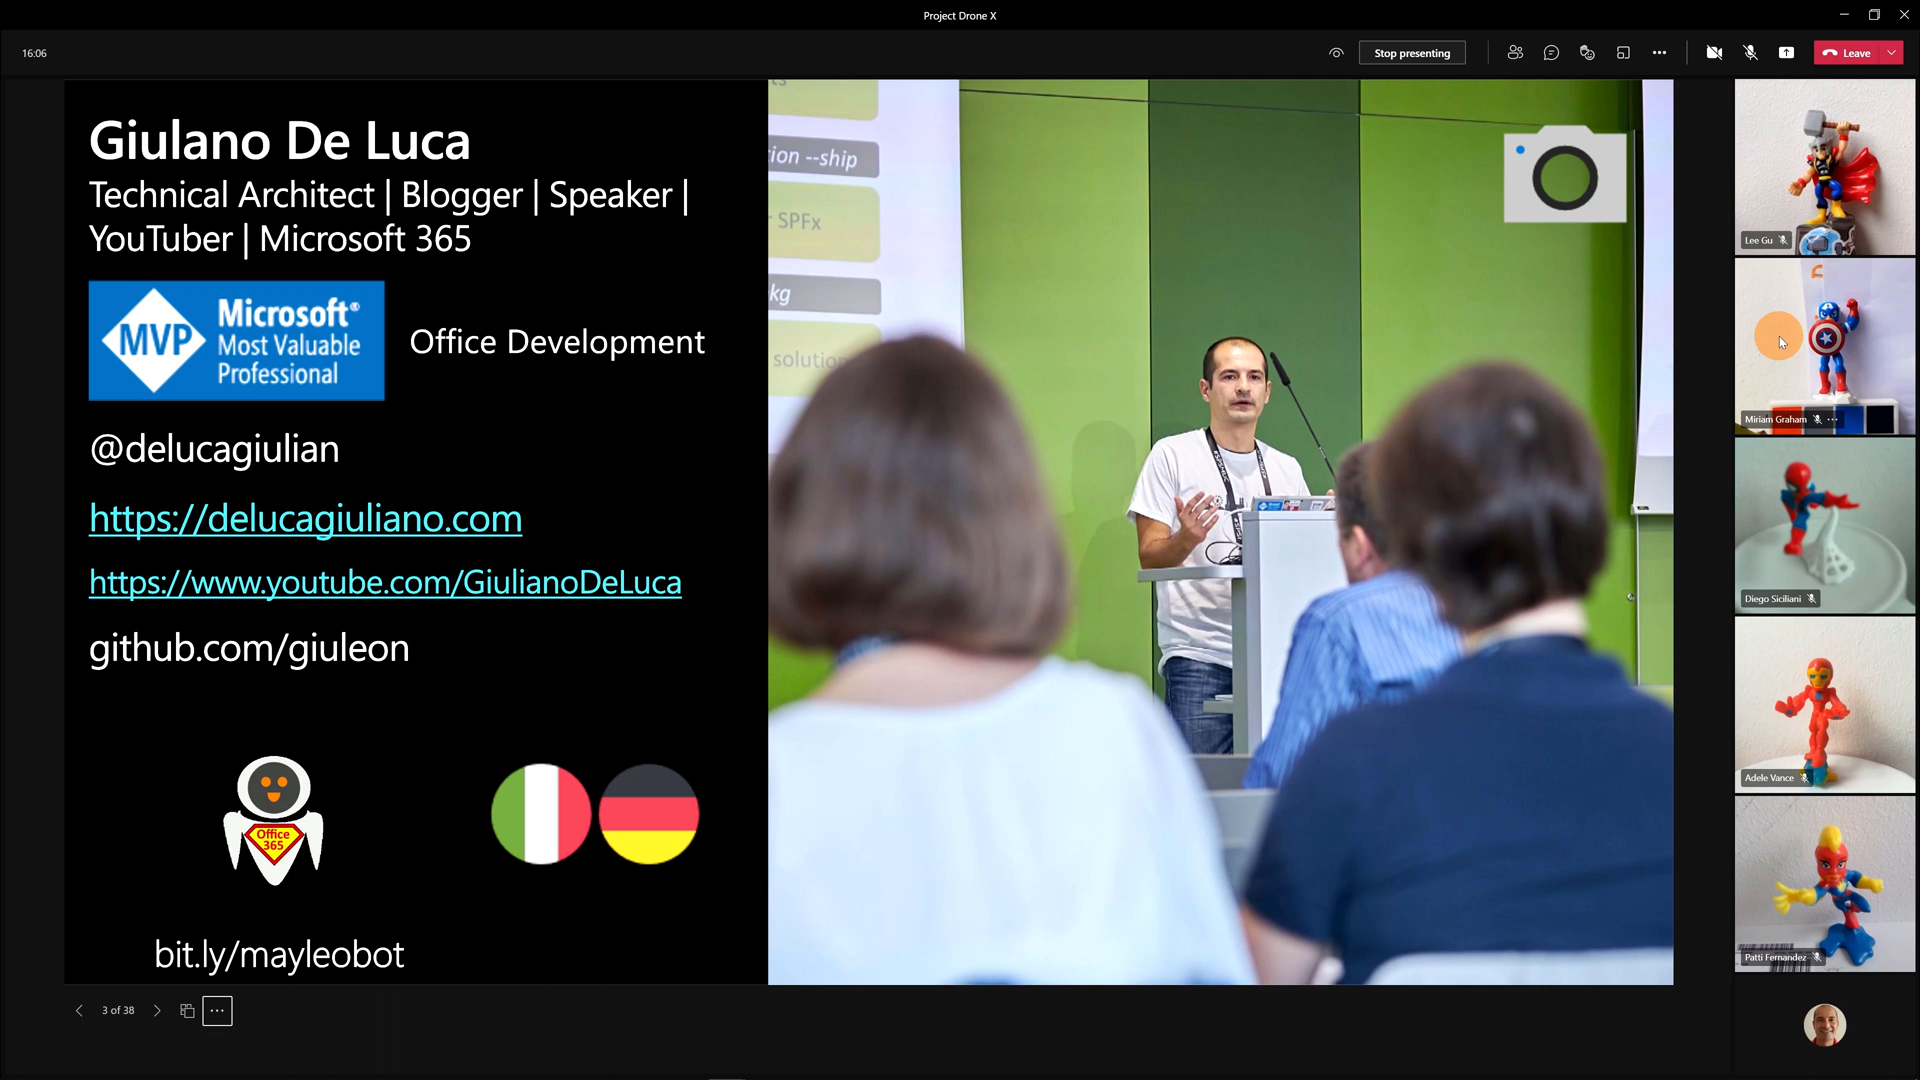 Project Drone X
16:06
Stop presenting
Leave
Giulano De Luca
Technical Architect | Blogger | Speaker |
YouTuber | Microsoft 365
MVP
Microsoft®
Most Valuable
Professional
Office Development
@delucagiulian
https://delucagiuliano.com
https://www.youtube.com/GiulianoDeLuca
github.com/giuleon
Office
365
bit.ly/mayleobot
ts
ion --ship
SPFx
kg
solution
Lee Gu
Miriam Graham
Diego Siciliani
Adele Vance
Patti Fernandez
3 of 38